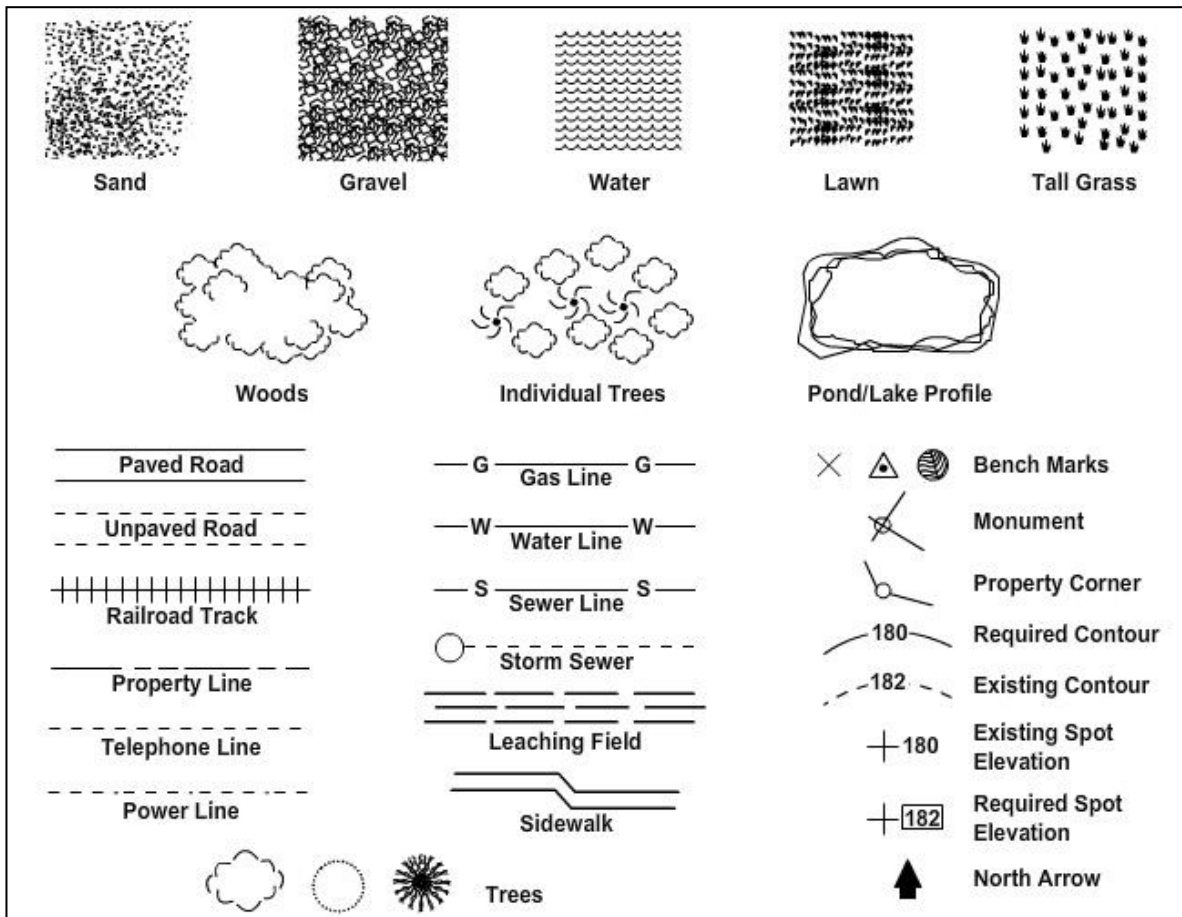 Sand
Gravel
Water
Lawn
Tall Grass
Woods
Individual Trees
Pond/Lake Profile
Paved Road
Unpaved Road
Railroad Track
Property Line
Telephone Line
Power Line
G G
Gas Line
W W
Water Line
S S
Sewer Line
Storm Sewer
Leaching Field
Sidewalk
Bench Marks
Monument
Property Corner
180 Required Contour
182 Existing Contour
180 Existing Spot
Elevation
182 Required Spot
Elevation
North Arrow
Trees